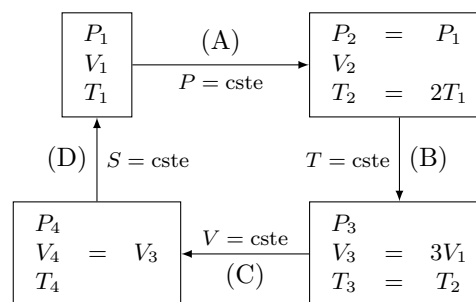 P₁
V₁
T₁
(A)
P = cste
P₂ = P₁
V₂
T₂ = 2T₁
(D)
S = cste
T = cste
(B)
P₄
V₄ = V₃
T₄
V = cste
(C)
P₃
V₃ = 3V₁
T₃ = T₂